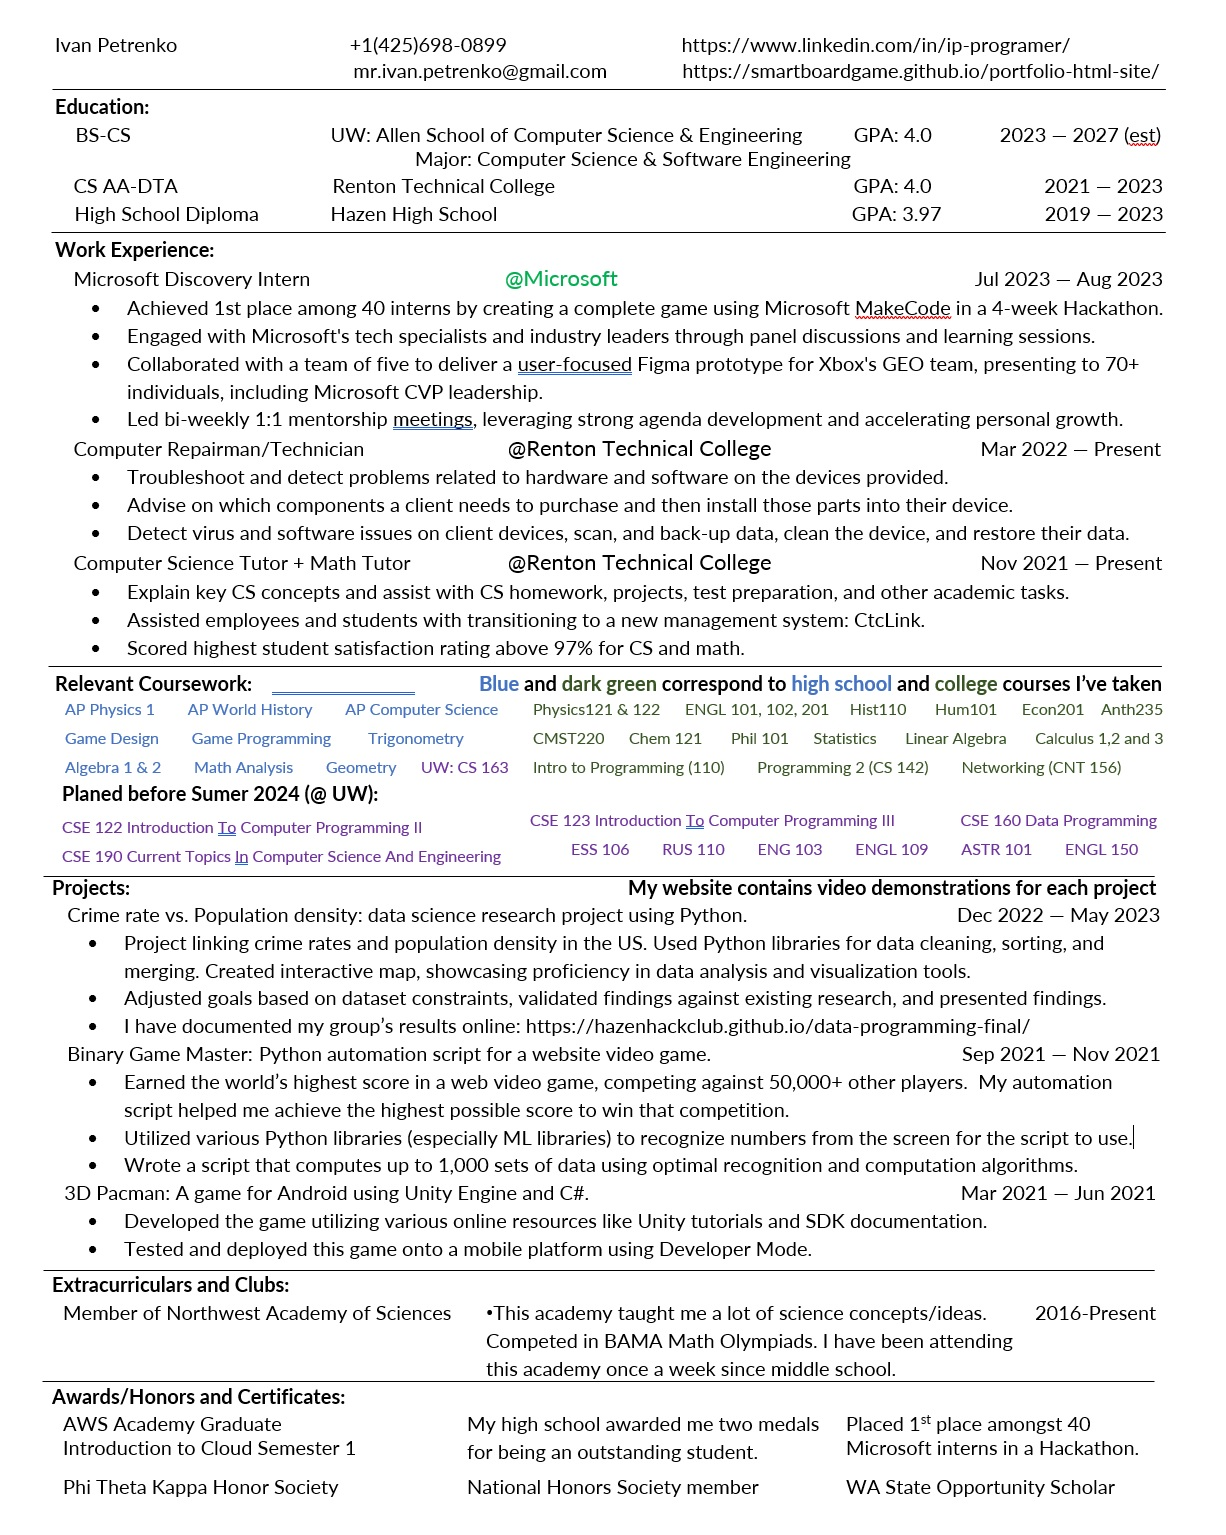 Ivan Petrenko +1(425)698-0899 https://www.linkedin.com/in/ip-programer/
mr.ivan.petrenko@gmail.com https://smartboardgame.github.io/portfolio-html-site/
Education:
BS-CS UW: Allen School of Computer Science & Engineering GPA: 4.0 2023 — 2027 (est)
Major: Computer Science & Software Engineering
CS AA-DTA Renton Technical College GPA: 4.0 2021 — 2023
High School Diploma Hazen High School GPA: 3.97 2019 — 2023
Work Experience:
Microsoft Discovery Intern @Microsoft Jul 2023 — Aug 2023
• Achieved 1st place among 40 interns by creating a complete game using Microsoft MakeCode in a 4-week Hackathon.
• Engaged with Microsoft's tech specialists and industry leaders through panel discussions and learning sessions.
• Collaborated with a team of five to deliver a user-focused Figma prototype for Xbox's GEO team, presenting to 70+
individuals, including Microsoft CVP leadership.
• Led bi-weekly 1:1 mentorship meetings, leveraging strong agenda development and accelerating personal growth.
Computer Repairman/Technician @Renton Technical College Mar 2022 — Present
• Troubleshoot and detect problems related to hardware and software on the devices provided.
• Advise on which components a client needs to purchase and then install those parts into their device.
• Detect virus and software issues on client devices, scan, and back-up data, clean the device, and restore their data.
Computer Science Tutor + Math Tutor @Renton Technical College Nov 2021 — Present
• Explain key CS concepts and assist with CS homework, projects, test preparation, and other academic tasks.
• Assisted employees and students with transitioning to a new management system: CtcLink.
• Scored highest student satisfaction rating above 97% for CS and math.
Relevant Coursework: Blue and dark green correspond to high school and college courses I’ve taken
AP Physics 1 AP World History AP Computer Science Physics121 & 122 ENGL 101, 102, 201 Hist110 Hum101 Econ201 Anth235
Game Design Game Programming Trigonometry CMST220 Chem 121 Phil 101 Statistics Linear Algebra Calculus 1,2 and 3
Algebra 1 & 2 Math Analysis Geometry UW: CS 163 Intro to Programming (110) Programming 2 (CS 142) Networking (CNT 156)
Planed before Sumer 2024 (@ UW):
CSE 122 Introduction To Computer Programming II CSE 123 Introduction To Computer Programming III CSE 160 Data Programming
CSE 190 Current Topics In Computer Science And Engineering ESS 106 RUS 110 ENG 103 ENGL 109 ASTR 101 ENGL 150
Projects: My website contains video demonstrations for each project
Crime rate vs. Population density: data science research project using Python. Dec 2022 — May 2023
• Project linking crime rates and population density in the US. Used Python libraries for data cleaning, sorting, and
merging. Created interactive map, showcasing proficiency in data analysis and visualization tools.
• Adjusted goals based on dataset constraints, validated findings against existing research, and presented findings.
• I have documented my group’s results online: https://hazenhackclub.github.io/data-programming-final/
Binary Game Master: Python automation script for a website video game. Sep 2021 — Nov 2021
• Earned the world’s highest score in a web video game, competing against 50,000+ other players. My automation
script helped me achieve the highest possible score to win that competition.
• Utilized various Python libraries (especially ML libraries) to recognize numbers from the screen for the script to use.
• Wrote a script that computes up to 1,000 sets of data using optimal recognition and computation algorithms.
3D Pacman: A game for Android using Unity Engine and C#. Mar 2021 — Jun 2021
• Developed the game utilizing various online resources like Unity tutorials and SDK documentation.
• Tested and deployed this game onto a mobile platform using Developer Mode.
Extracurriculars and Clubs:
Member of Northwest Academy of Sciences •This academy taught me a lot of science concepts/ideas. 2016-Present
Competed in BAMA Math Olympiads. I have been attending
this academy once a week since middle school.
Awards/Honors and Certificates:
AWS Academy Graduate My high school awarded me two medals Placed 1st place amongst 40
Introduction to Cloud Semester 1 for being an outstanding student. Microsoft interns in a Hackathon.
Phi Theta Kappa Honor Society National Honors Society member WA State Opportunity Scholar